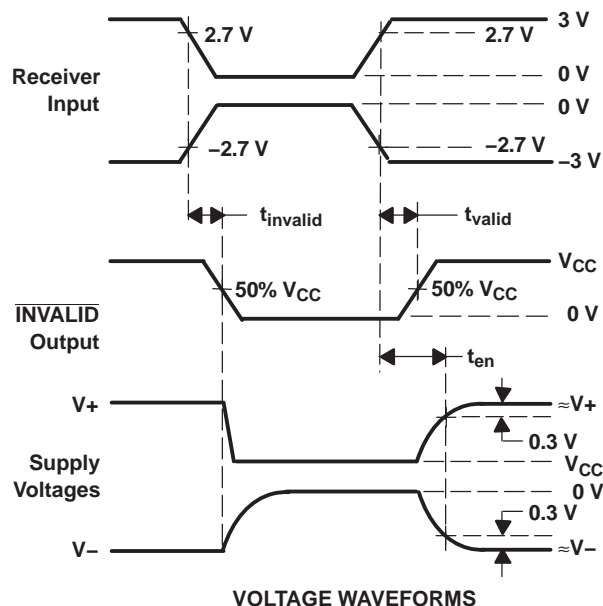 3 V
2.7 V
2.7 V
Receiver
Input
0 V
0 V
–2.7 V
–2.7 V
–3 V
tinvalid
tvalid
VCC
50% VCC
50% VCC
INVALID
Output
0 V
ten
V+
≈V+
0.3 V
Supply
Voltages
VCC
0 V
0.3 V
V–
≈V–
VOLTAGE WAVEFORMS